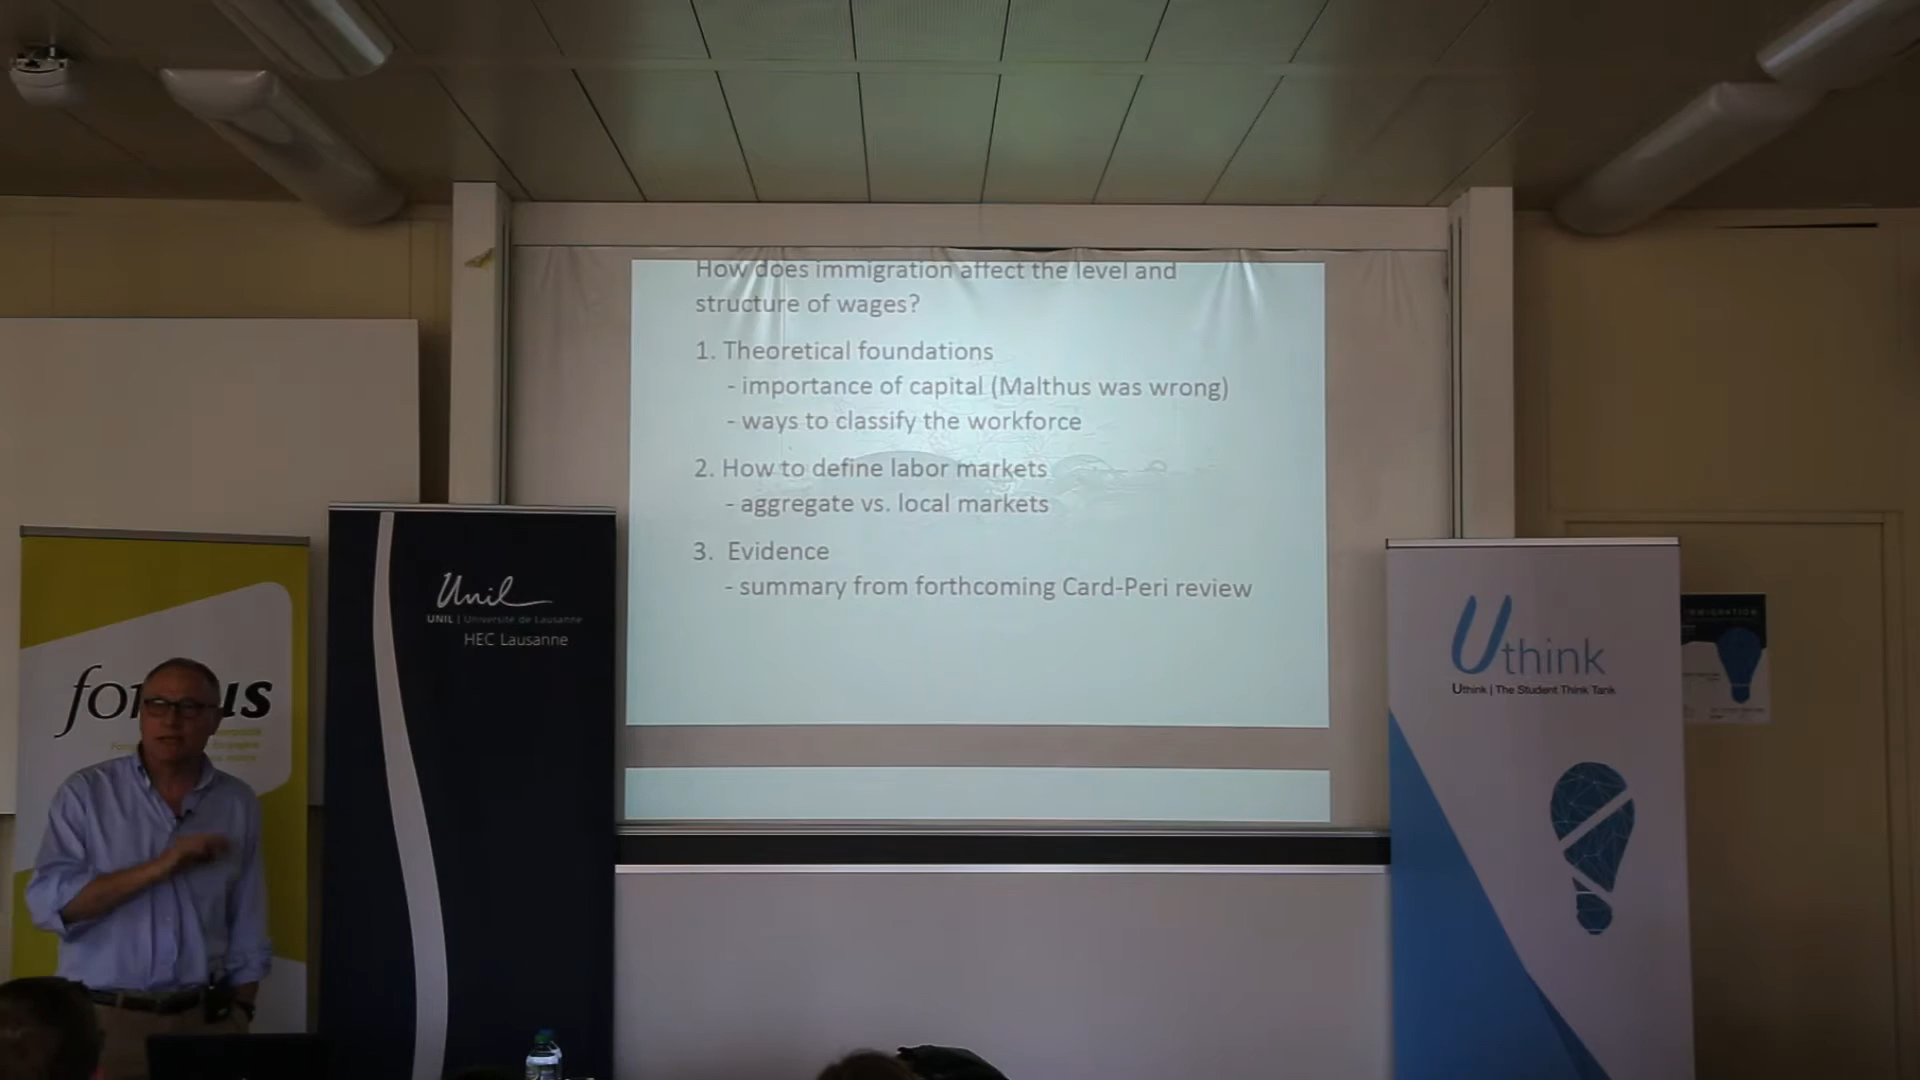 How does immigration affect the level and
structure of wages?
1. Theoretical foundations
- importance of capital (Malthus was wrong)
- ways to classify the workforce
2. How to define labor markets
- aggregate vs. local markets
3. Evidence
- summary from forthcoming Card-Peri review
Unil
UNIL | Université de Lausanne
HEC Lausanne
Uthink
Uthink | The Student Think Tank
IMMIGRATION